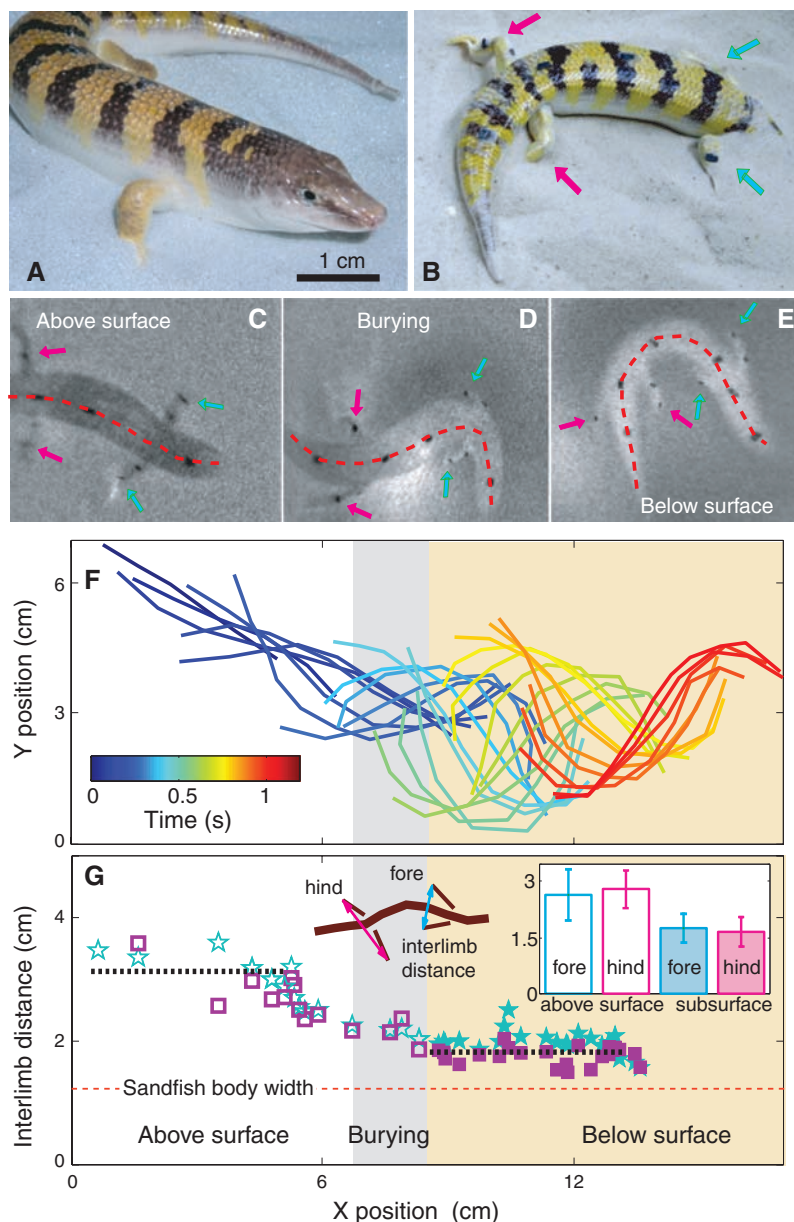 A
1 cm
B
Above surface
C
Burying
D
E
Below surface
F
Y position (cm)
6
3
0
0
0.5
1
Time (s)
G
Interlimb distance (cm)
4
2
0
hind
fore
interlimb
distance
3
1.5
0
fore
hind
fore
hind
above
surface
subsurface
Sandfish body width
Above surface
Burying
Below surface
0
6
12
X position (cm)